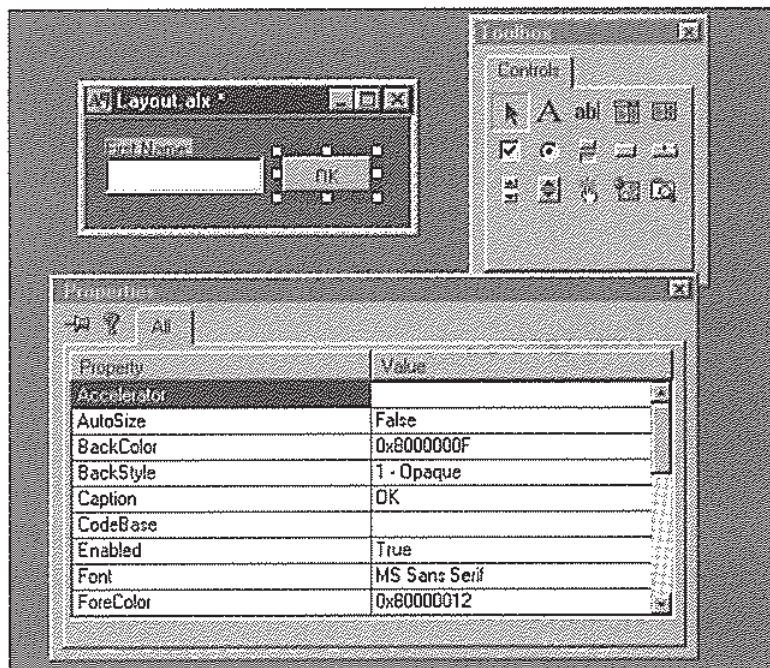 Toolbox
Controls
A abl
Layout.alx *
First Name:
OK
Properties
All
Property Value
Accelerator
AutoSize False
BackColor 0x8000000F
BackStyle 1 - Opaque
Caption OK
CodeBase
Enabled True
Font MS Sans Serif
ForeColor 0x80000012